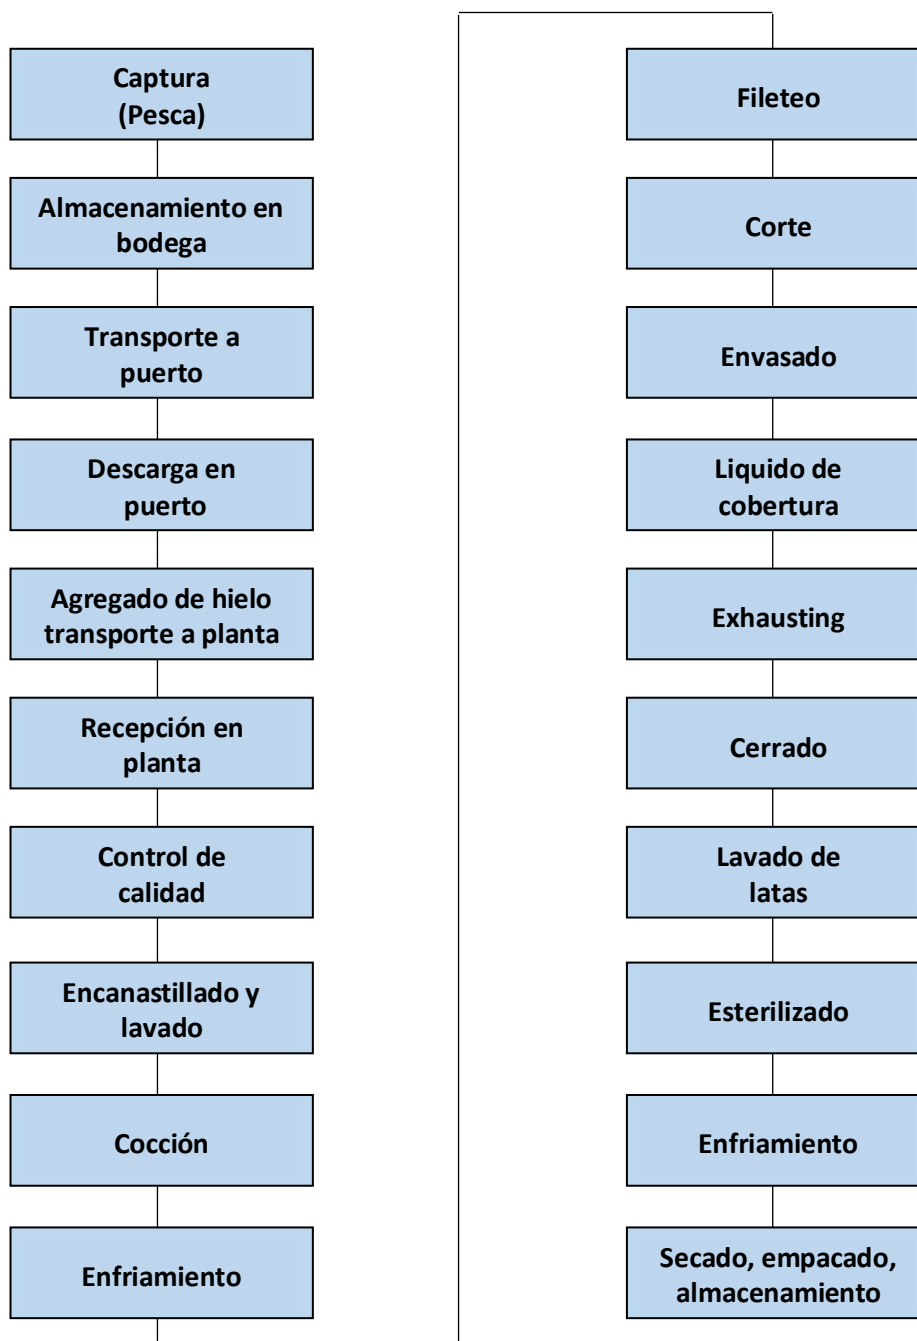 Captura
(Pesca)
Almacenamiento en
bodega
Transporte a
puerto
Descarga en
puerto
Agregado de hielo
transporte a planta
Recepción en
planta
Control de
calidad
Encanastillado y
lavado
Cocción
Enfriamiento
Fileteo
Corte
Envasado
Liquido de
cobertura
Exhausting
Cerrado
Lavado de
latas
Esterilizado
Enfriamiento
Secado, empacado,
almacenamiento